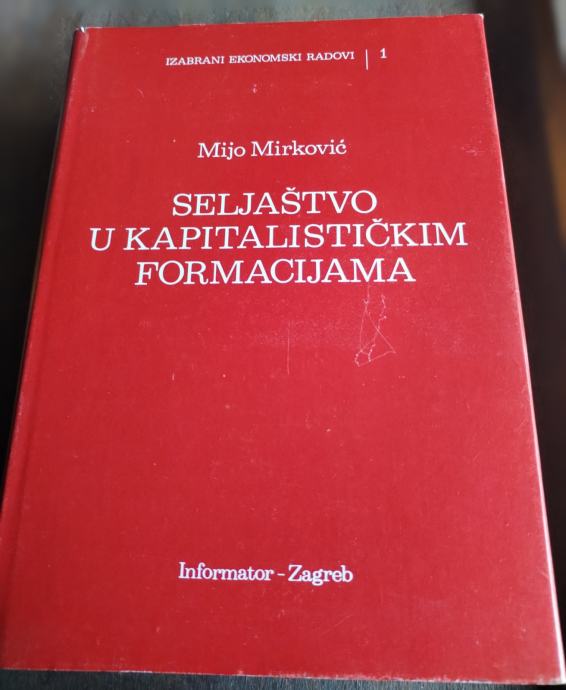 IZABRANI EKONOMSKI RADOVI | 1
Mijo Mirković
SELJAŠTVO
U KAPITALISTIČKIM
FORMACIJAMA
Informator - Zagreb